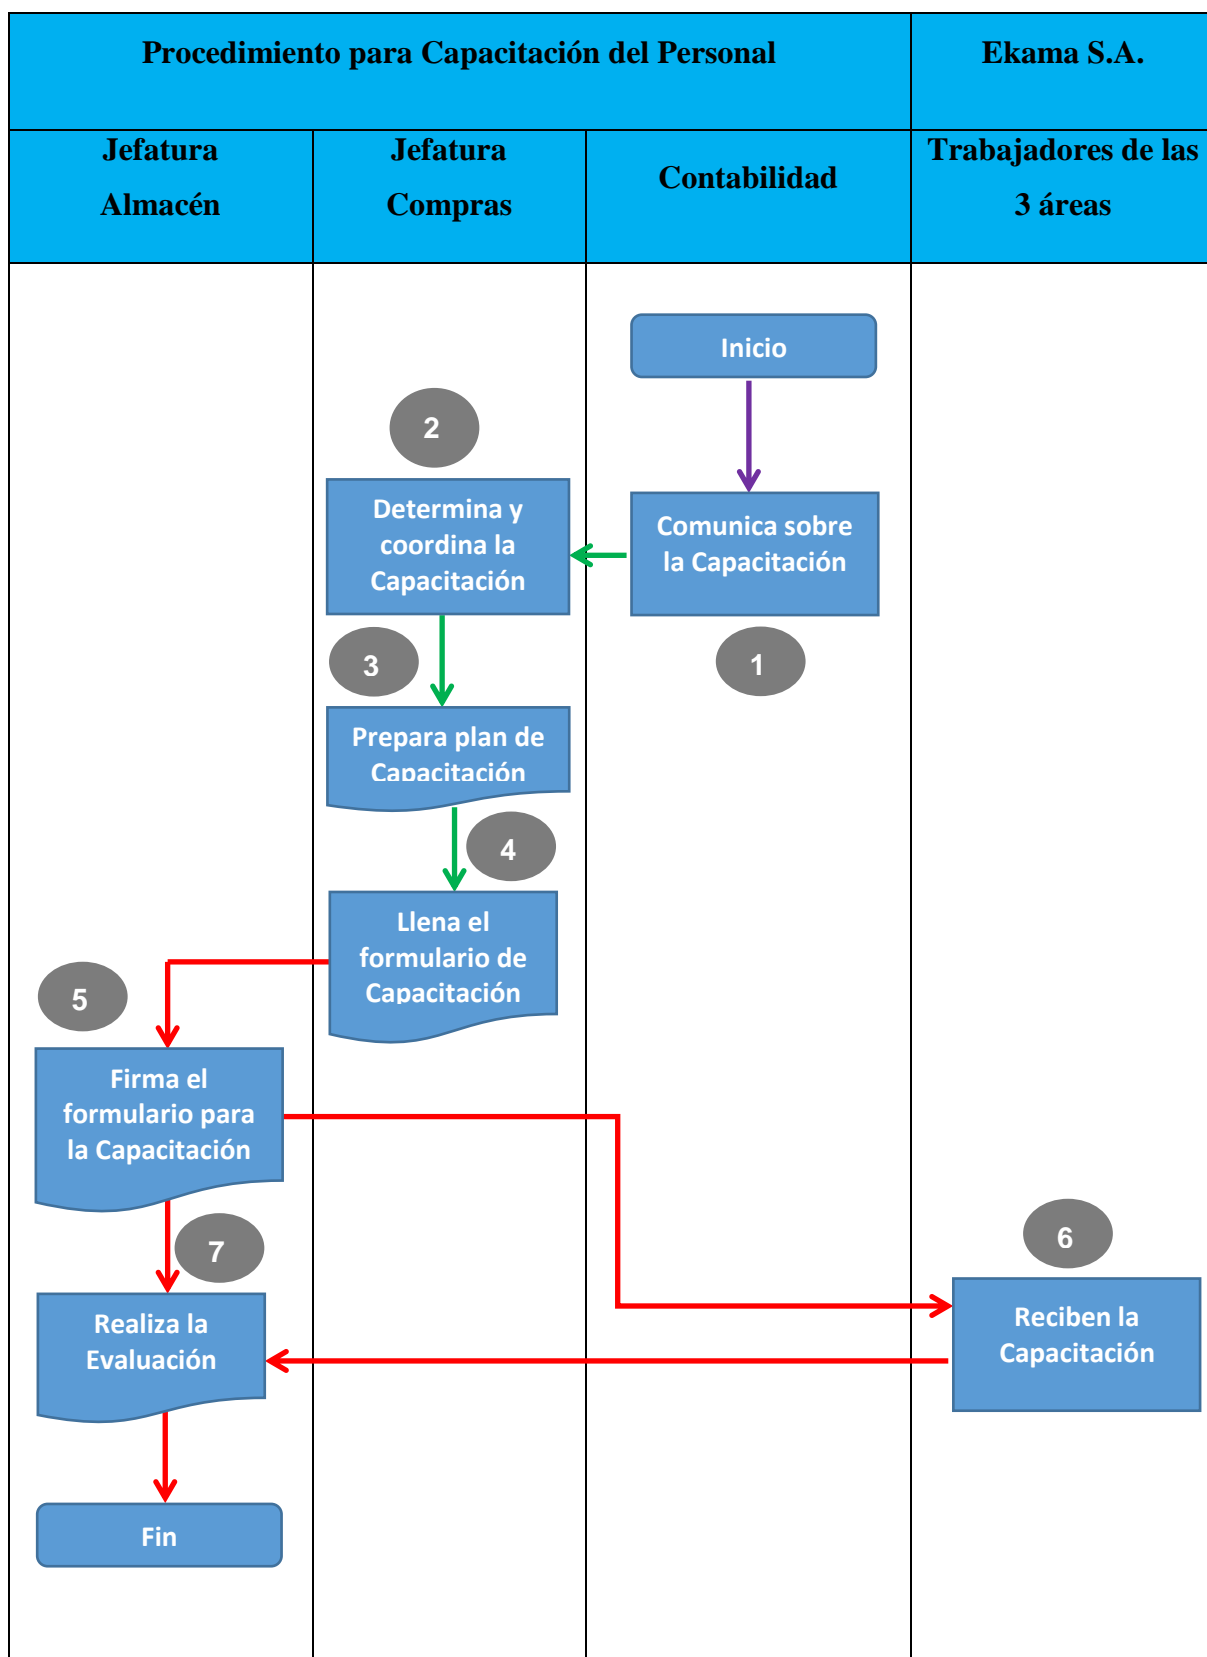 Procedimiento para Capacitación del Personal
Ekama S.A.
Jefatura
Almacén
Jefatura
Compras
Contabilidad
Trabajadores de las
3 áreas
Inicio
2
Determina y
coordina la
Capacitación
Comunica sobre
la Capacitación
3
1
Prepara plan de
Capacitación
4
Llena el
formulario de
Capacitación
5
Firma el
formulario para
la Capacitación
7
6
Realiza la
Evaluación
Reciben la
Capacitación
Fin